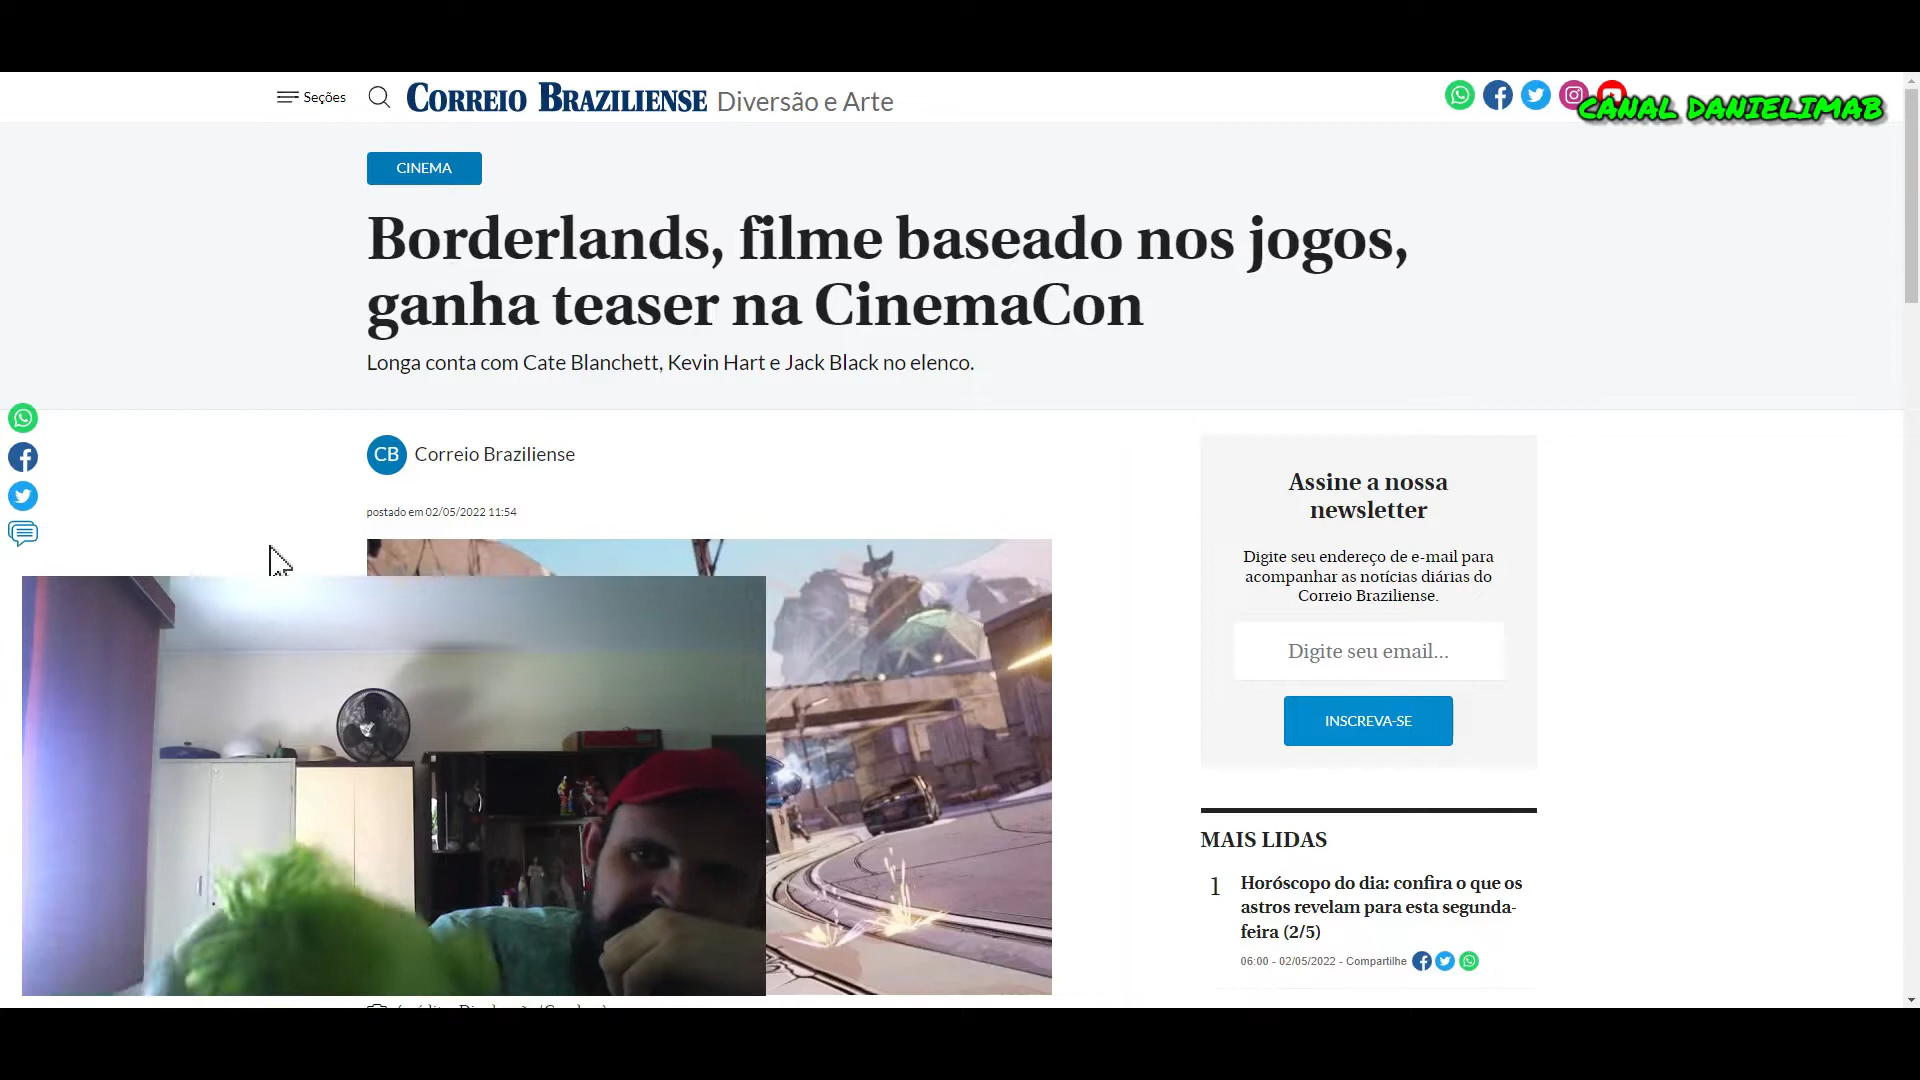 Seções
CORREIO BRAZILIENSE Diversão e Arte
CANAL DANIELIMAB
CINEMA
Borderlands, filme baseado nos jogos,
ganha teaser na CinemaCon
Longa conta com Cate Blanchett, Kevin Hart e Jack Black no elenco.
CB Correio Braziliense
postado em 02/05/2022 11:54
Assine a nossa
newsletter
Digite seu endereço de e-mail para
acompanhar as notícias diárias do
Correio Braziliense.
Digite seu email...
INSCREVA-SE
MAIS LIDAS
1 Horóscopo do dia: confira o que os
astros revelam para esta segunda-
feira (2/5)
06:00 - 02/05/2022 - Compartilhe